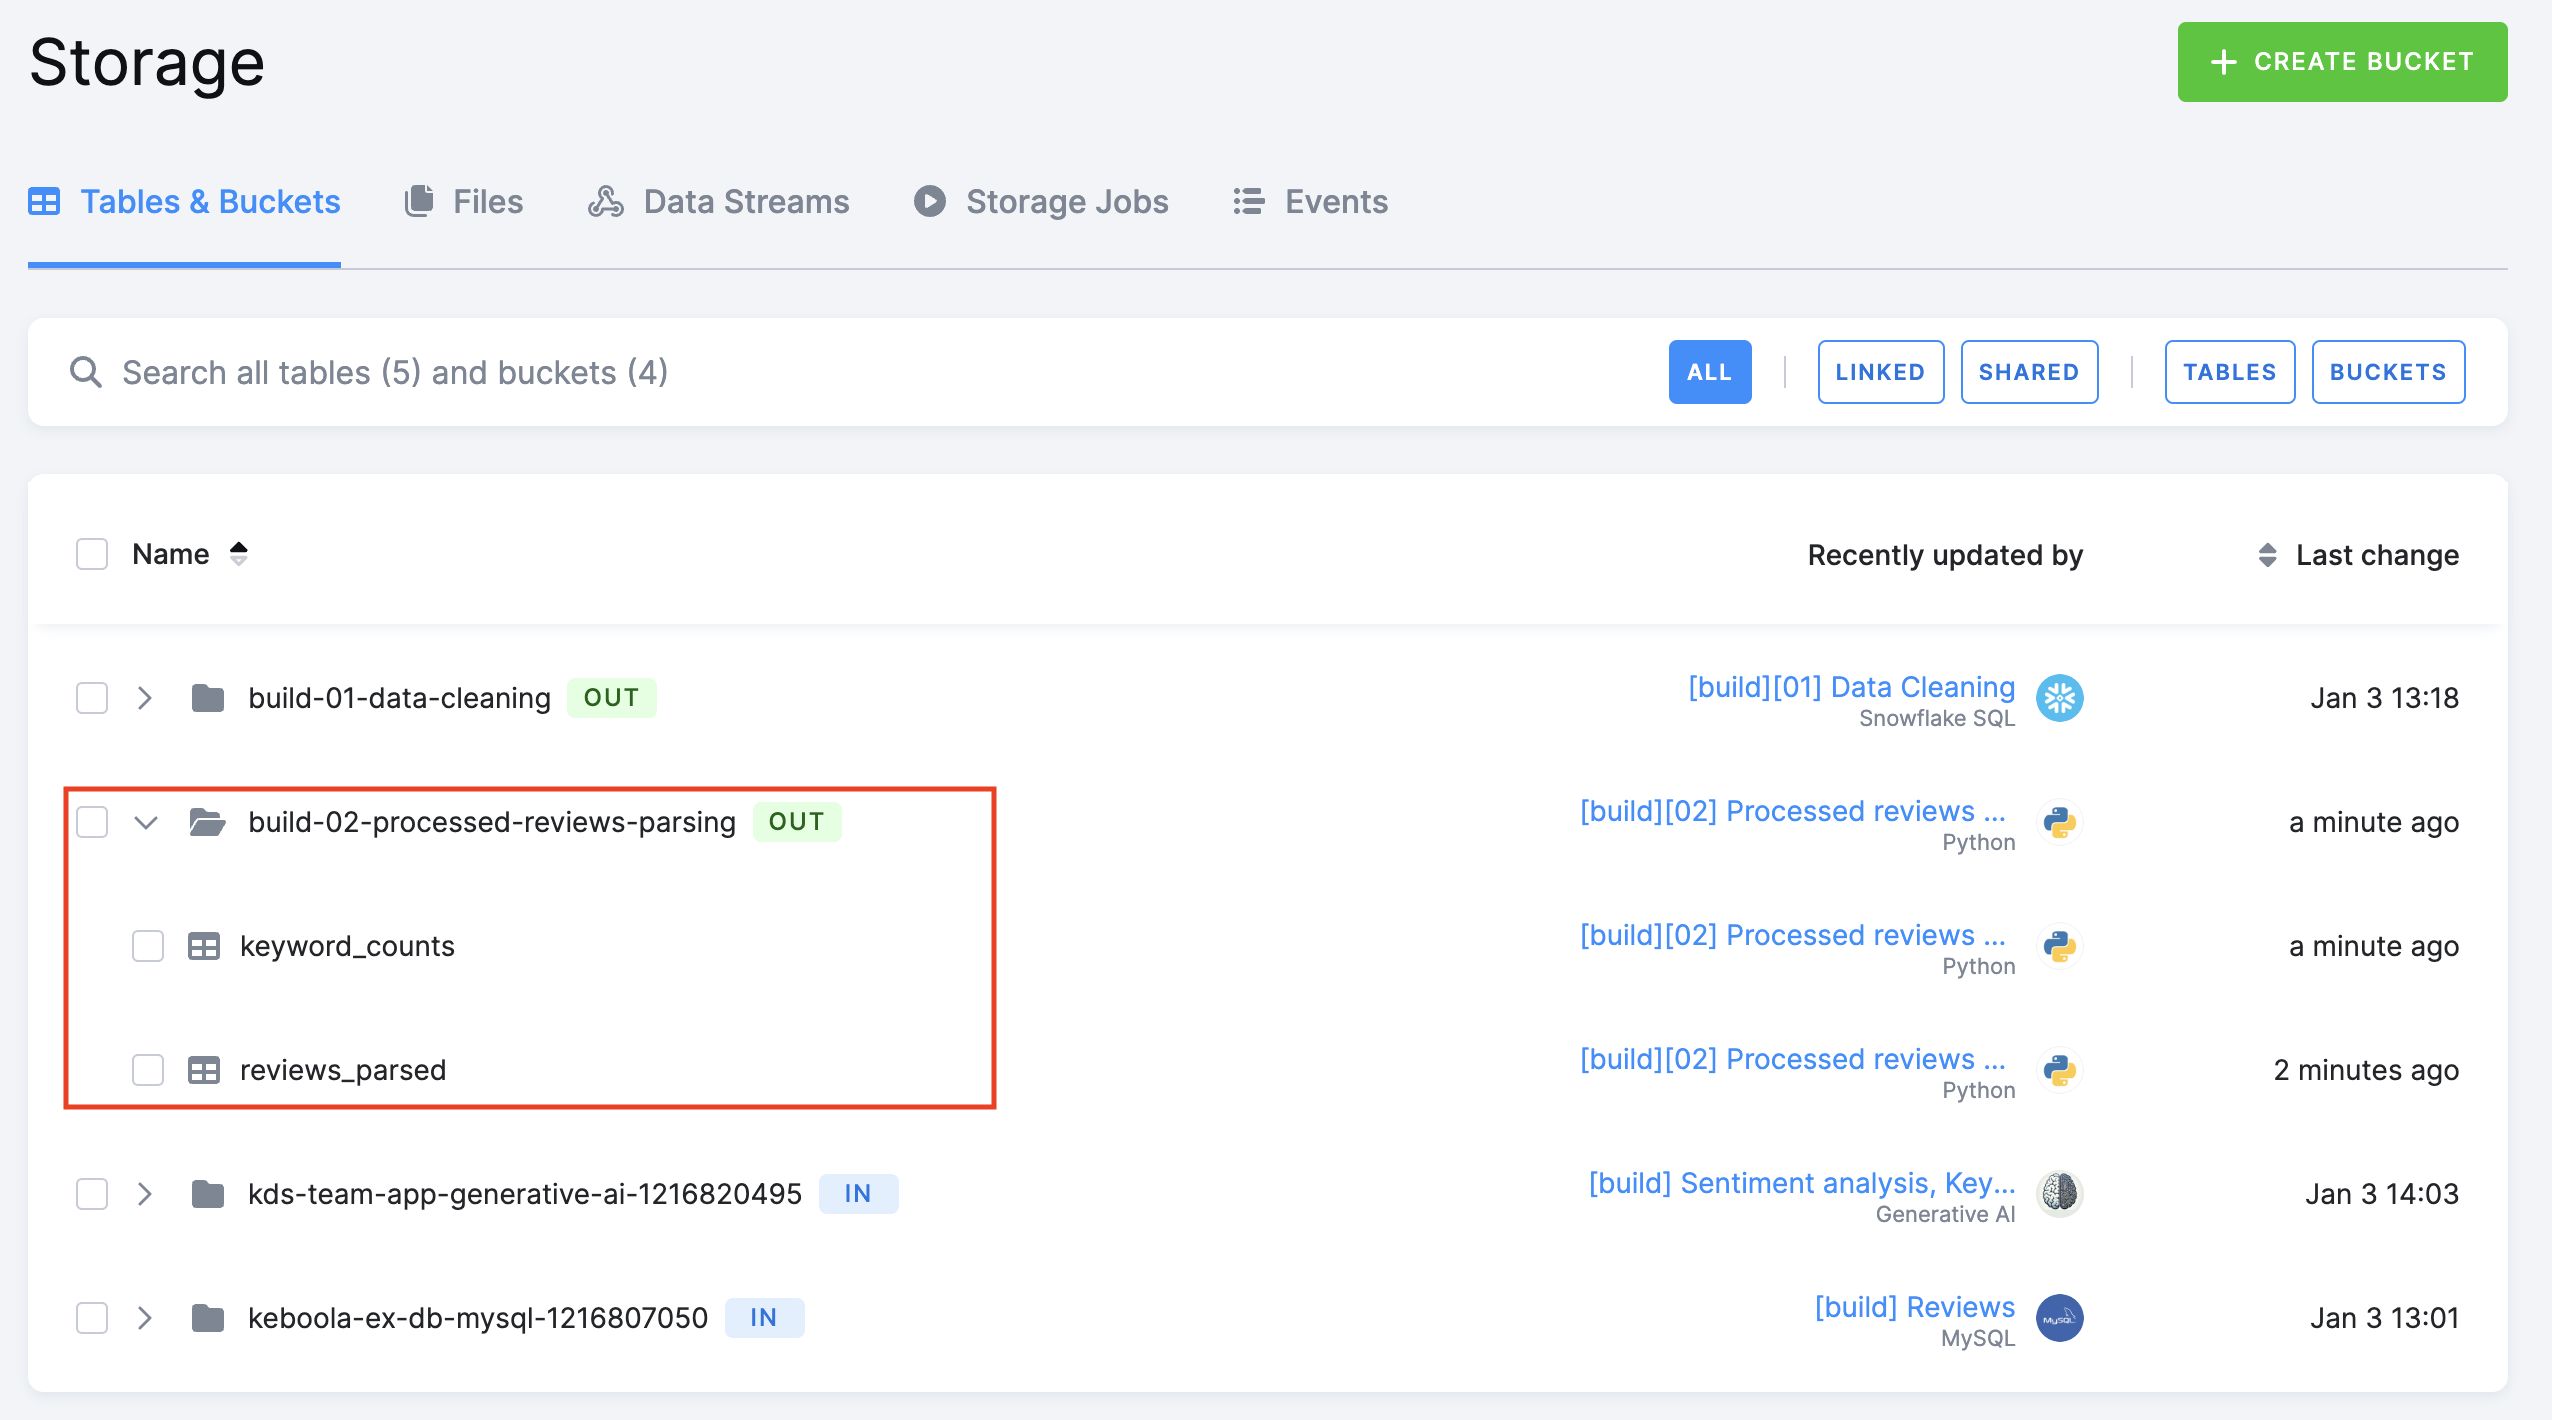 Storage
CREATE BUCKET
Tables & Buckets
Files
Data Streams
Storage Jobs
Events
Search all tables (5) and buckets (4)
ALL
LINKED
SHARED
TABLES
BUCKETS
Name
Recently updated by
Last change
build-01-data-cleaning OUT
[build][01] Data Cleaning
Snowflake SQL
Jan 3 13:18
build-02-processed-reviews-parsing OUT
[build][02] Processed reviews ...
Python
a minute ago
keyword_counts
[build][02] Processed reviews ...
Python
a minute ago
reviews_parsed
[build][02] Processed reviews ...
Python
2 minutes ago
kds-team-app-generative-ai-1216820495 IN
[build] Sentiment analysis, Key...
Generative AI
Jan 3 14:03
keboola-ex-db-mysql-1216807050 IN
[build] Reviews
MySQL
MySQL
Jan 3 13:01